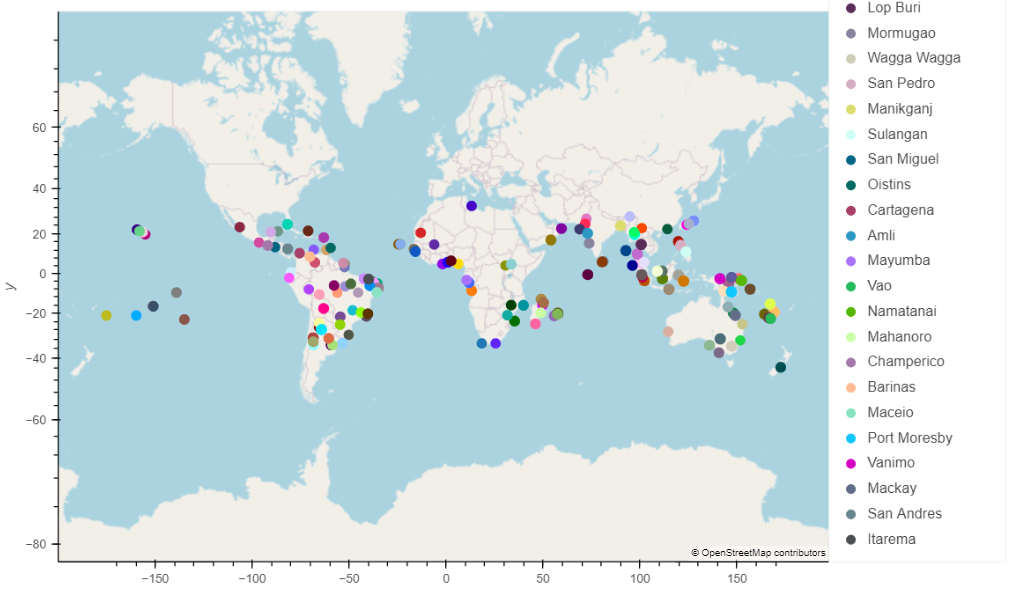 Lop Buri
Mormugao
Wagga Wagga
San Pedro
Manikganj
Sulangan
San Miguel
Oistins
Cartagena
Amli
Mayumba
Vao
Namatanai
Mahanoro
Champerico
Barinas
Maceio
Port Moresby
Vanimo
Mackay
San Andres
Itarema
60
40
20
0
−20
−40
−60
−80
y
© OpenStreetMap contributors
−150 −100 −50 0 50 100 150